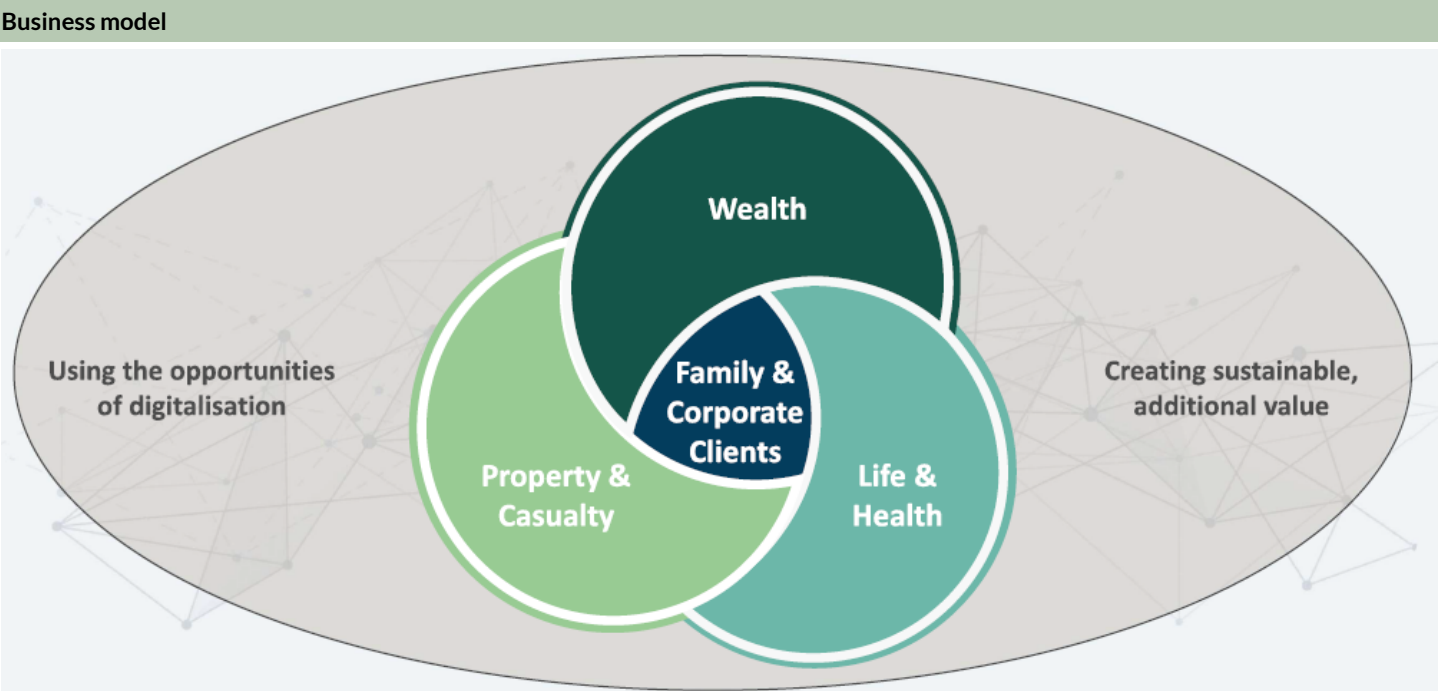 Business model
Wealth
Using the opportunities
of digitalisation
Family &
Corporate
Clients
Creating sustainable,
additional value
Property &
Casualty
Life &
Health